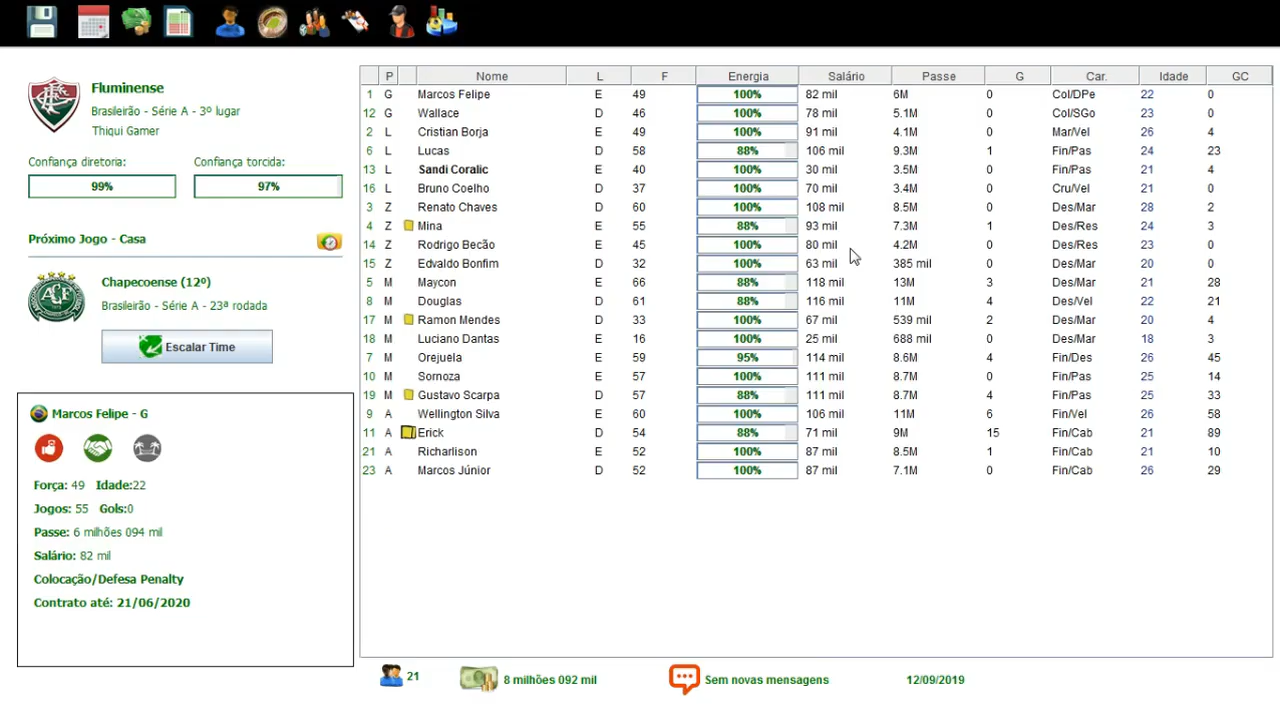 Fluminense
Brasileirão - Série A - 3º lugar
Thiqui Gamer
Confiança diretoria: Confiança torcida:
99% 97%
Próximo Jogo - Casa
Chapecoense (12º)
Brasileirão - Série A - 23ª rodada
Escalar Time
Marcos Felipe - G
Força: 49 Idade:22
Jogos: 55 Gols:0
Passe: 6 milhões 094 mil
Salário: 82 mil
Colocação/Defesa Penalty
Contrato até: 21/06/2020
P Nome L F Energia Salário Passe G Car. Idade GC
1 G Marcos Felipe E 49 100% 82 mil 6M 0 Col/DPe 22 0
12 G Wallace D 46 100% 78 mil 5.1M 0 Col/SGo 23 0
2 L Cristian Borja E 49 100% 91 mil 4.1M 0 Mar/Vel 26 4
6 L Lucas D 58 88% 106 mil 9.3M 1 Fin/Pas 24 23
13 L Sandi Coralic E 40 100% 30 mil 3.5M 0 Fin/Pas 21 4
16 L Bruno Coelho D 37 100% 70 mil 3.4M 0 Cru/Vel 21 0
3 Z Renato Chaves D 60 100% 108 mil 8.5M 0 Des/Mar 28 2
4 Z Mina E 55 88% 93 mil 7.3M 1 Des/Res 24 3
14 Z Rodrigo Becão E 45 100% 80 mil 4.2M 0 Des/Res 23 0
15 Z Edvaldo Bonfim D 32 100% 63 mil 385 mil 0 Des/Mar 20 0
5 M Maycon E 66 88% 118 mil 13M 3 Des/Mar 21 28
8 M Douglas D 61 88% 116 mil 11M 4 Des/Vel 22 21
17 M Ramon Mendes D 33 100% 67 mil 539 mil 2 Des/Mar 20 4
18 M Luciano Dantas E 16 100% 25 mil 688 mil 0 Des/Mar 18 3
7 M Orejuela E 59 95% 114 mil 8.6M 4 Fin/Des 26 45
10 M Sornoza E 57 100% 111 mil 8.7M 0 Fin/Pas 25 14
19 M Gustavo Scarpa D 57 88% 111 mil 8.7M 4 Fin/Pas 25 33
9 A Wellington Silva E 60 100% 106 mil 11M 6 Fin/Vel 26 58
11 A Erick D 54 88% 71 mil 9M 15 Fin/Cab 21 89
21 A Richarlison E 52 100% 87 mil 8.5M 1 Fin/Cab 21 10
23 A Marcos Júnior D 52 100% 87 mil 7.1M 0 Fin/Cab 26 29
21 8 milhões 092 mil Sem novas mensagens 12/09/2019